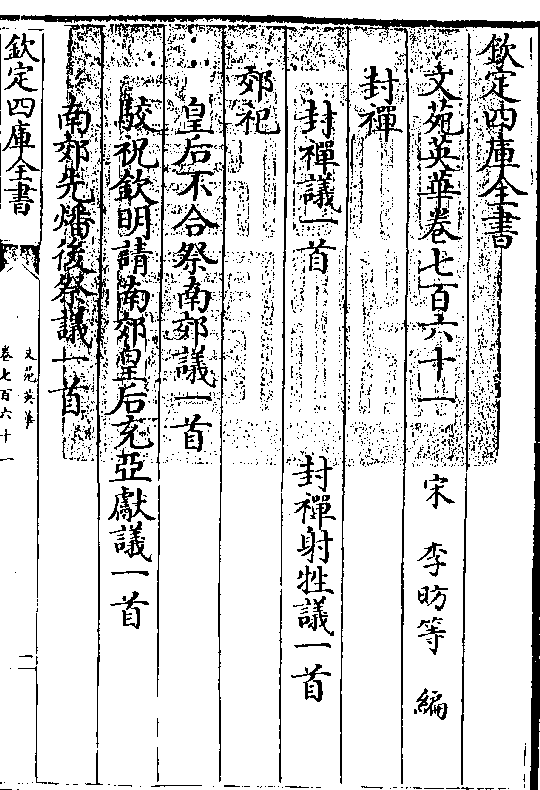 欽定四庫全書
文苑英華卷七百六十一 宋 李昉等 編
封禪
封禪議一首 封禪射牲議一首
郊祀
皇后不合祭南郊議一首
駮祝欽明請南郊皇后充亞獻議一首
南郊先燔後祭議一首
欽定四庫全書
文苑英華
卷七百六十一
二